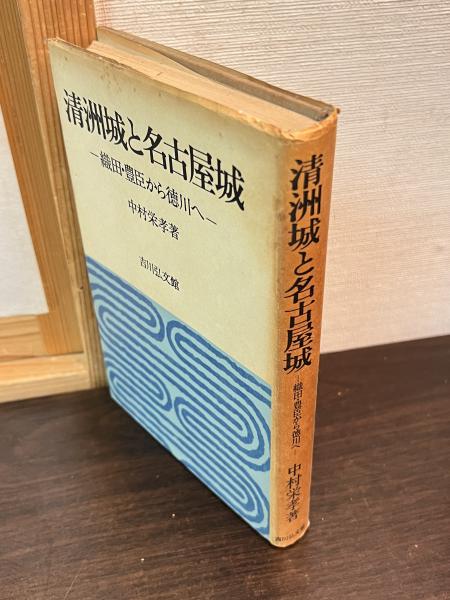 清洲城と名古屋城
—織田・豊臣から徳川へ—
中村栄孝著
吉川弘文館
清洲城と名古屋城
—織田・豊臣から徳川へ—
中村栄孝著
吉川弘文館